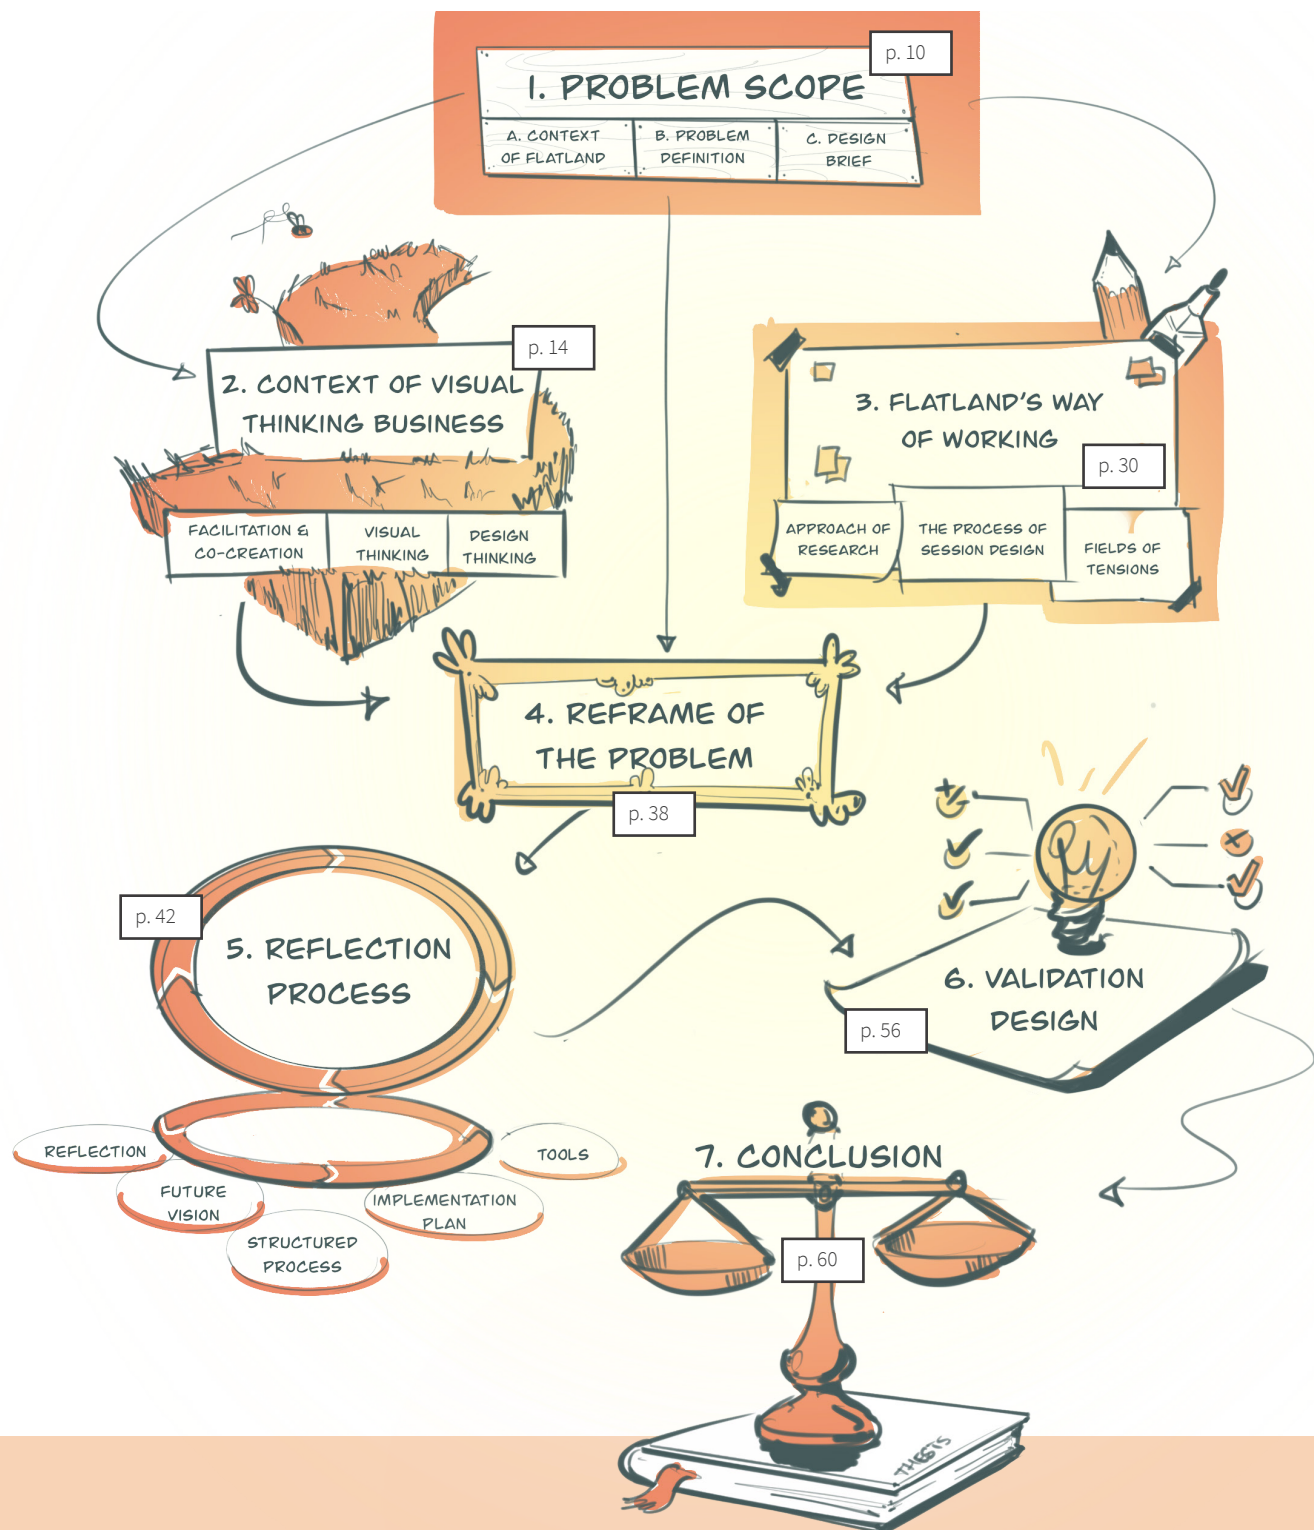 p. 10
1. PROBLEM SCOPE
A. CONTEXT
OF FLATLAND
B. PROBLEM
DEFINITION
C. DESIGN
BRIEF
p. 14
2. CONTEXT OF VISUAL
THINKING BUSINESS
FACILITATION &
CO-CREATION
VISUAL
THINKING
DESIGN
THINKING
3. FLATLAND'S WAY
OF WORKING
p. 30
APPROACH OF
RESEARCH
THE PROCESS OF
SESSION DESIGN
FIELDS OF
TENSIONS
4. REFRAME OF
THE PROBLEM
p. 38
p. 42
5. REFLECTION
PROCESS
REFLECTION
FUTURE
VISION
STRUCTURED
PROCESS
IMPLEMENTATION
PLAN
TOOLS
6. VALIDATION
DESIGN
p. 56
7. CONCLUSION
p. 60
THESIS